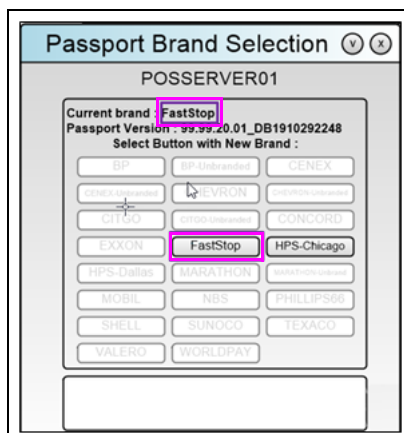 Passport Brand Selection
POSSERVER01
Current brand : FastStop
Passport Version : 99.99.20.01_DB1910292248
Select Button with New Brand :
BP BP-Unbranded CENEX
CENEX-Unbranded CHEVRON CHEVRON-Unbranded
CITGO CITGO-Unbranded CONCORD
EXXON FastStop HPS-Chicago
HPS-Dallas MARATHON MARATHON-Unbrand
MOBIL NBS PHILLIPS66
SHELL SUNOCO TEXACO
VALERO WORLDPAY